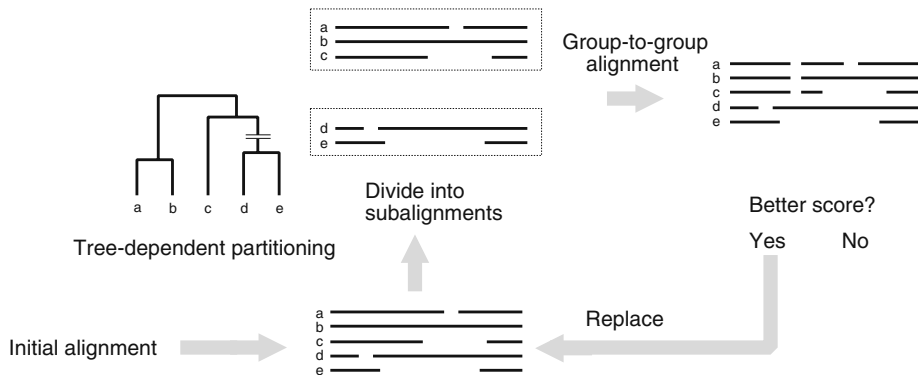 a
b
c
d
e
Group-to-group
alignment
a
b
c
d
e
a b c d e
Tree-dependent partitioning
Divide into
subalignments
Better score?
Yes No
Initial alignment
a
b
c
d
e
Replace